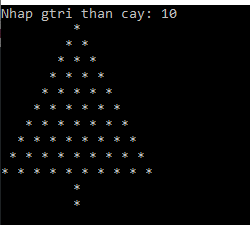 Nhap gtri than cay: 10
*
* *
* * *
* * * *
* * * * *
* * * * * *
* * * * * * *
* * * * * * * *
* * * * * * * * *
* * * * * * * * * *
*
*